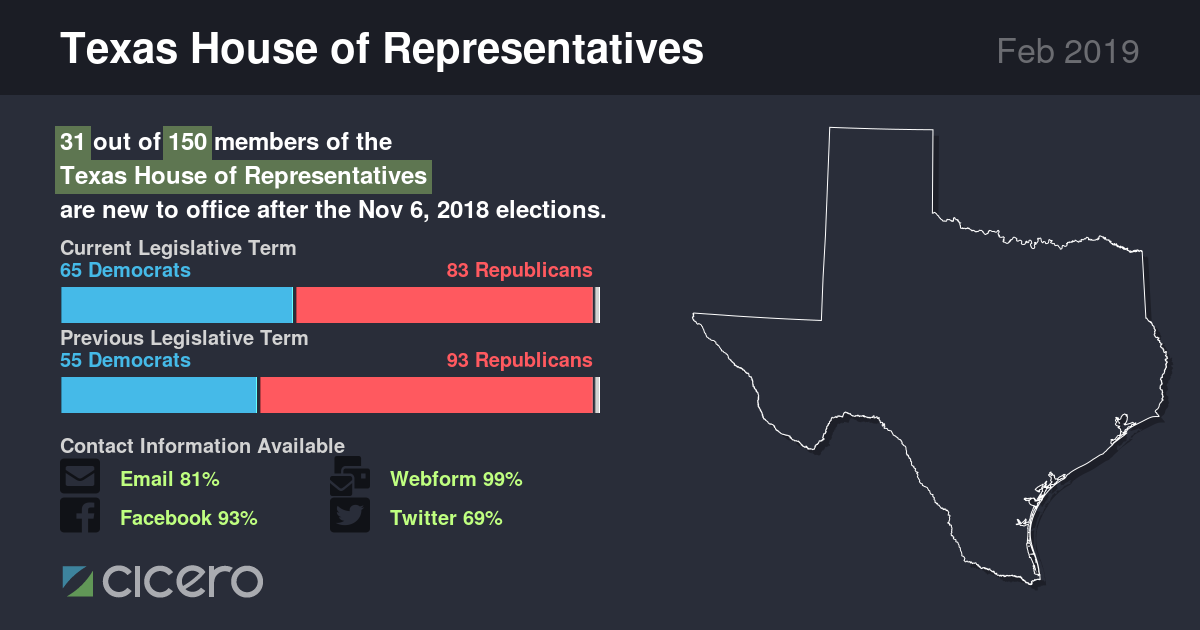 Texas House of Representatives
Feb 2019
31 out of 150 members of the
Texas House of Representatives
are new to office after the Nov 6, 2018 elections.
Current Legislative Term
65 Democrats 83 Republicans
Previous Legislative Term
55 Democrats 93 Republicans
Contact Information Available
Email 81% Webform 99%
Facebook 93% Twitter 69%
cicero